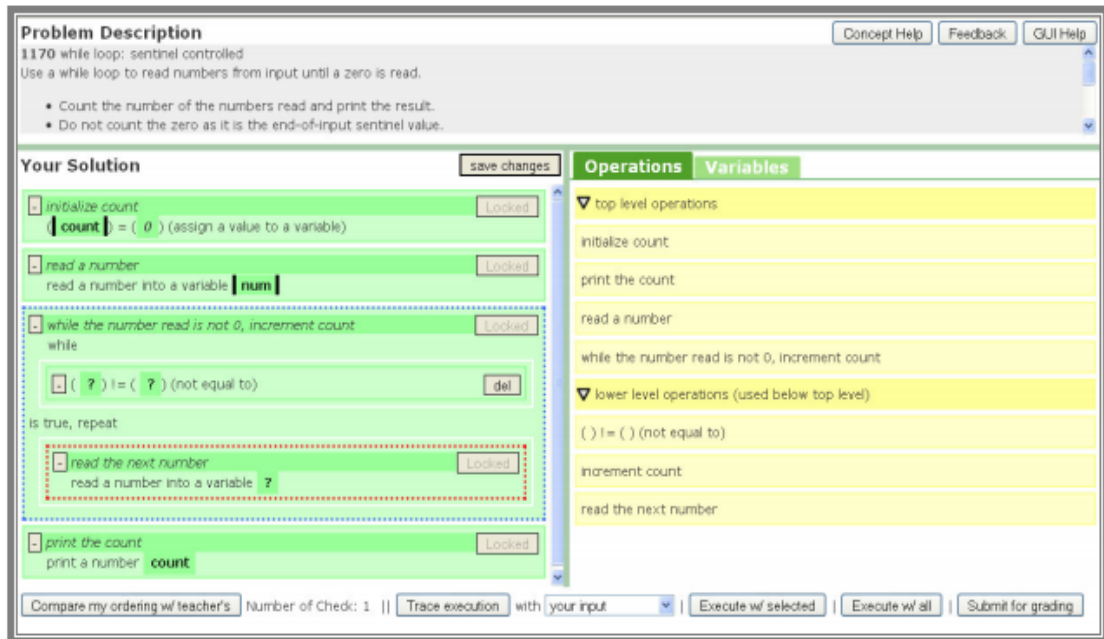 Problem Description
Concept Help
Feedback
GUI Help
1170 while loop: sentinel controlled
Use a while loop to read numbers from input until a zero is read.
• Count the number of the numbers read and print the result.
• Do not count the zero as it is the end-of-input sentinel value.
Your Solution
save changes
- initialize count
Locked
( count ) = ( 0 ) (assign a value to a variable)
- read a number
Locked
read a number into a variable num
- while the number read is not 0, increment count
Locked
while
- ( ? ) != ( ? ) (not equal to)
del
is true, repeat
- read the next number
Locked
read a number into a variable ?
- print the count
Locked
print a number count
Operations
Variables
top level operations
initialize count
print the count
read a number
while the number read is not 0, increment count
lower level operations (used below top level)
( ) != ( ) (not equal to)
increment count
read the next number
Compare my ordering w/ teacher's Number of Check: 1 || Trace execution with your input | Execute w/ selected | Execute w/ all | Submit for grading